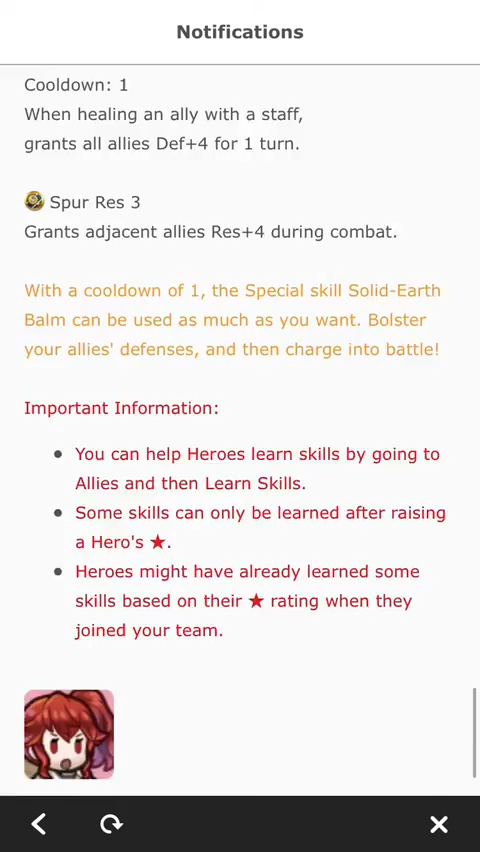 Notifications
Cooldown: 1
When healing an ally with a staff,
grants all allies Def+4 for 1 turn.
Spur Res 3
Grants adjacent allies Res+4 during combat.
With a cooldown of 1, the Special skill Solid-Earth
Balm can be used as much as you want. Bolster
your allies' defenses, and then charge into battle!
Important Information:
You can help Heroes learn skills by going to
Allies and then Learn Skills.
Some skills can only be learned after raising
a Hero's ★.
Heroes might have already learned some
skills based on their ★ rating when they
joined your team.